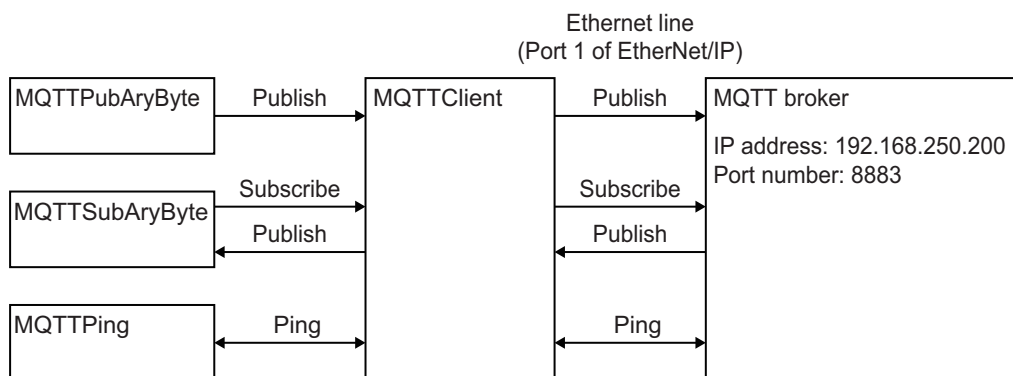 Ethernet line
(Port 1 of EtherNet/IP)
MQTTPubAryByte
Publish
MQTTClient
Publish
MQTT broker
IP address: 192.168.250.200
Port number: 8883
MQTTSubAryByte
Subscribe
Publish
Subscribe
Publish
MQTTPing
Ping
Ping